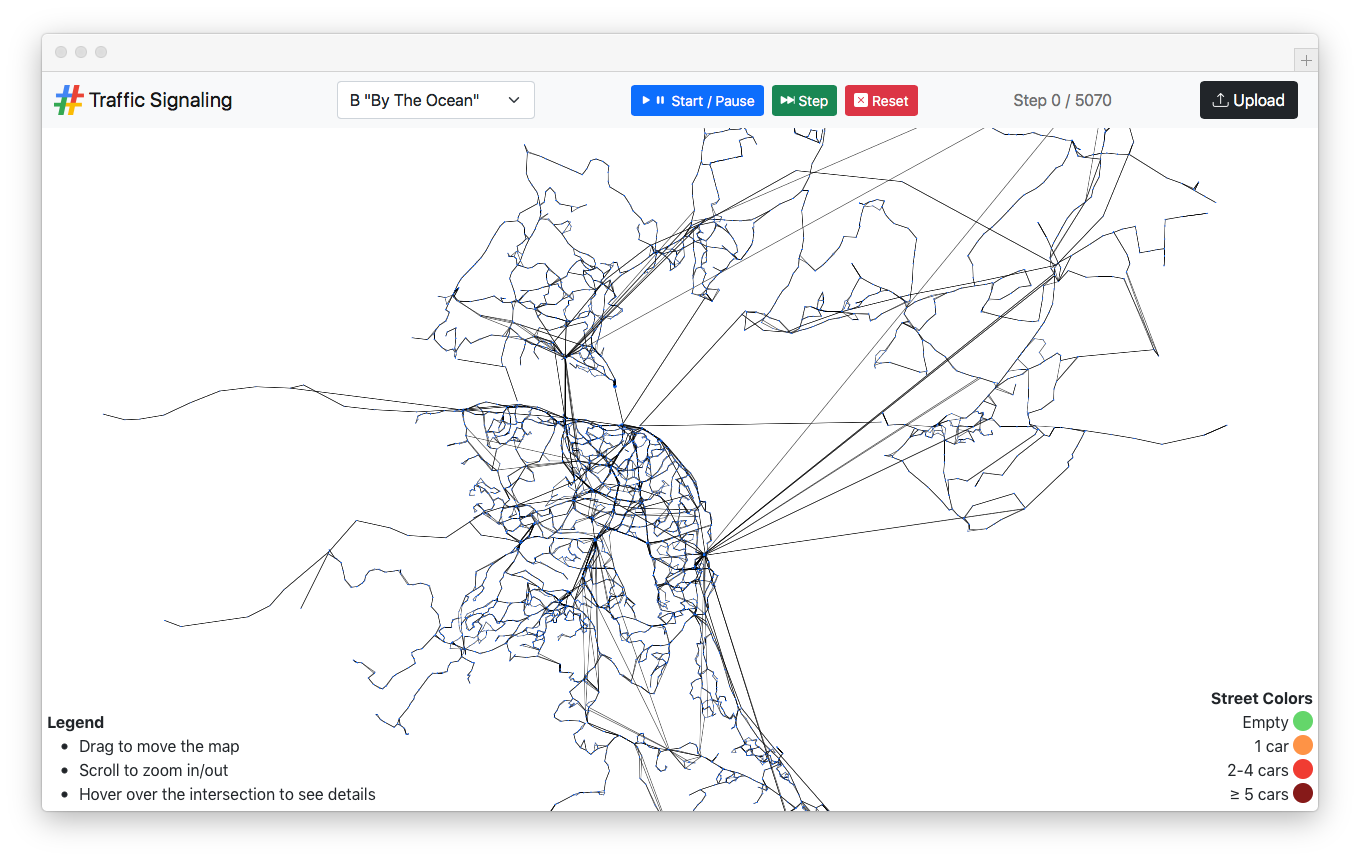 Traffic Signaling
B "By The Ocean"
Start / Pause
Step
Reset
Step 0 / 5070
Upload
Legend
Drag to move the map
Scroll to zoom in/out
Hover over the intersection to see details
Street Colors
Empty
1 car
2-4 cars
≥ 5 cars